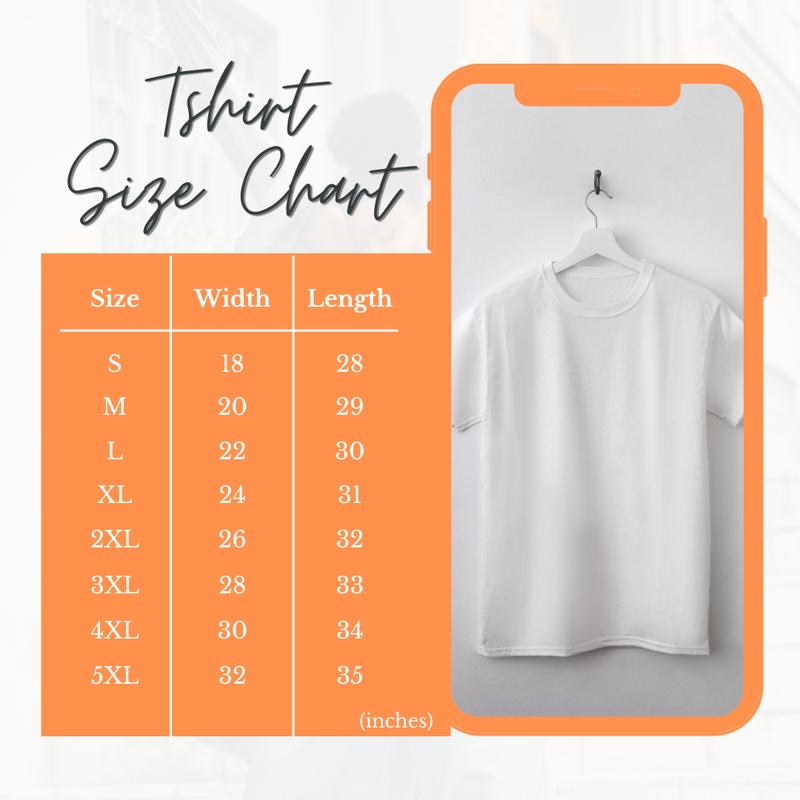 Tshirt
Size Chart
Size Width Length
S 18 28
M 20 29
L 22 30
XL 24 31
2XL 26 32
3XL 28 33
4XL 30 34
5XL 32 35
(inches)